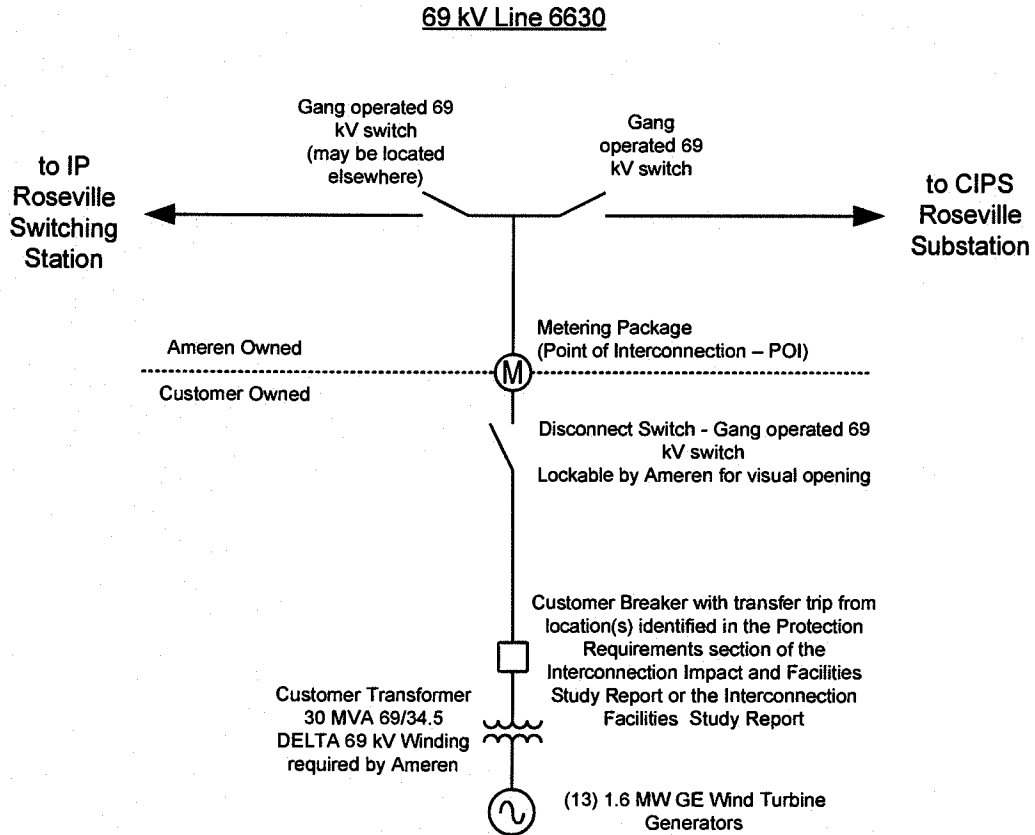 69 kV Line 6630
Gang operated 69
kV switch
(may be located
elsewhere)
Gang
operated 69
kV switch
to IP
Roseville
Switching
Station
to CIPS
Roseville
Substation
Metering Package
(Point of Interconnection – POI)
Ameren Owned
M
Customer Owned
Disconnect Switch - Gang operated 69
kV switch
Lockable by Ameren for visual opening
Customer Breaker with transfer trip from
location(s) identified in the Protection
Requirements section of the
Interconnection Impact and Facilities
Study Report or the Interconnection
Facilities Study Report
Customer Transformer
30 MVA 69/34.5
DELTA 69 kV Winding
required by Ameren
(13) 1.6 MW GE Wind Turbine
Generators